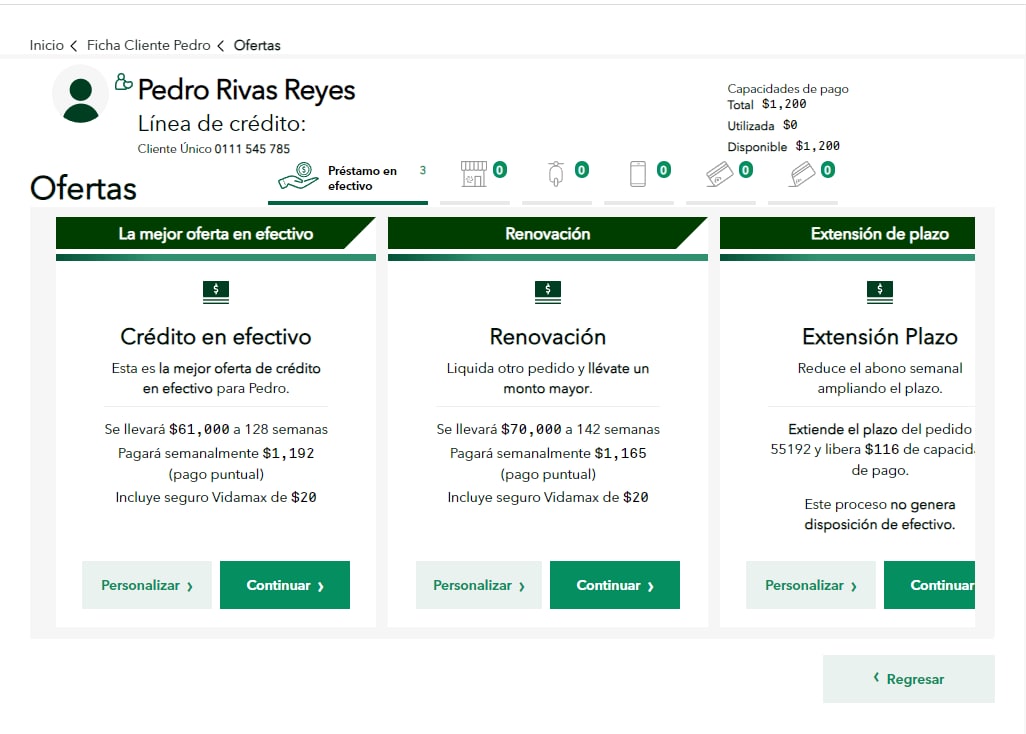 Inicio < Ficha Cliente Pedro < Ofertas
Pedro Rivas Reyes
Línea de crédito:
Cliente Único 0111 545 785
Capacidades de pago
Total $1,200
Utilizada $0
Disponible $1,200
Ofertas
Préstamo en efectivo 3
0
0
0
0
0
La mejor oferta en efectivo
Crédito en efectivo
Esta es la mejor oferta de crédito
en efectivo para Pedro.
Se llevará $61,000 a 128 semanas
Pagará semanalmente $1,192
(pago puntual)
Incluye seguro Vidamax de $20
Personalizar ›
Continuar ›
Renovación
Renovación
Liquida otro pedido y llévate un
monto mayor.
Se llevará $70,000 a 142 semanas
Pagará semanalmente $1,165
(pago puntual)
Incluye seguro Vidamax de $20
Personalizar ›
Continuar ›
Extensión de plazo
Extensión Plazo
Reduce el abono semanal
ampliando el plazo.
Extiende el plazo del pedido
55192 y libera $116 de capacid
de pago.
Este proceso no genera
disposición de efectivo.
Personalizar ›
Continuar
‹ Regresar